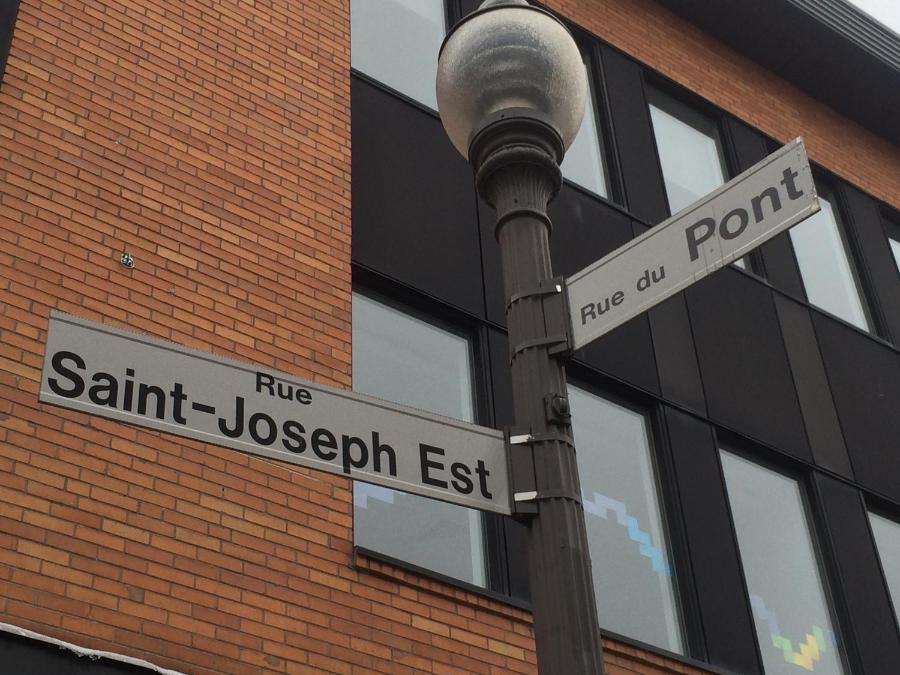 Rue
Saint-Joseph Est
Rue du Pont